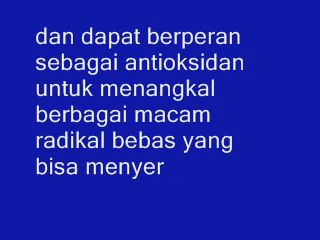 dan dapat berperan
sebagai antioksidan
untuk menangkal
berbagai macam
radikal bebas yang
bisa menyer